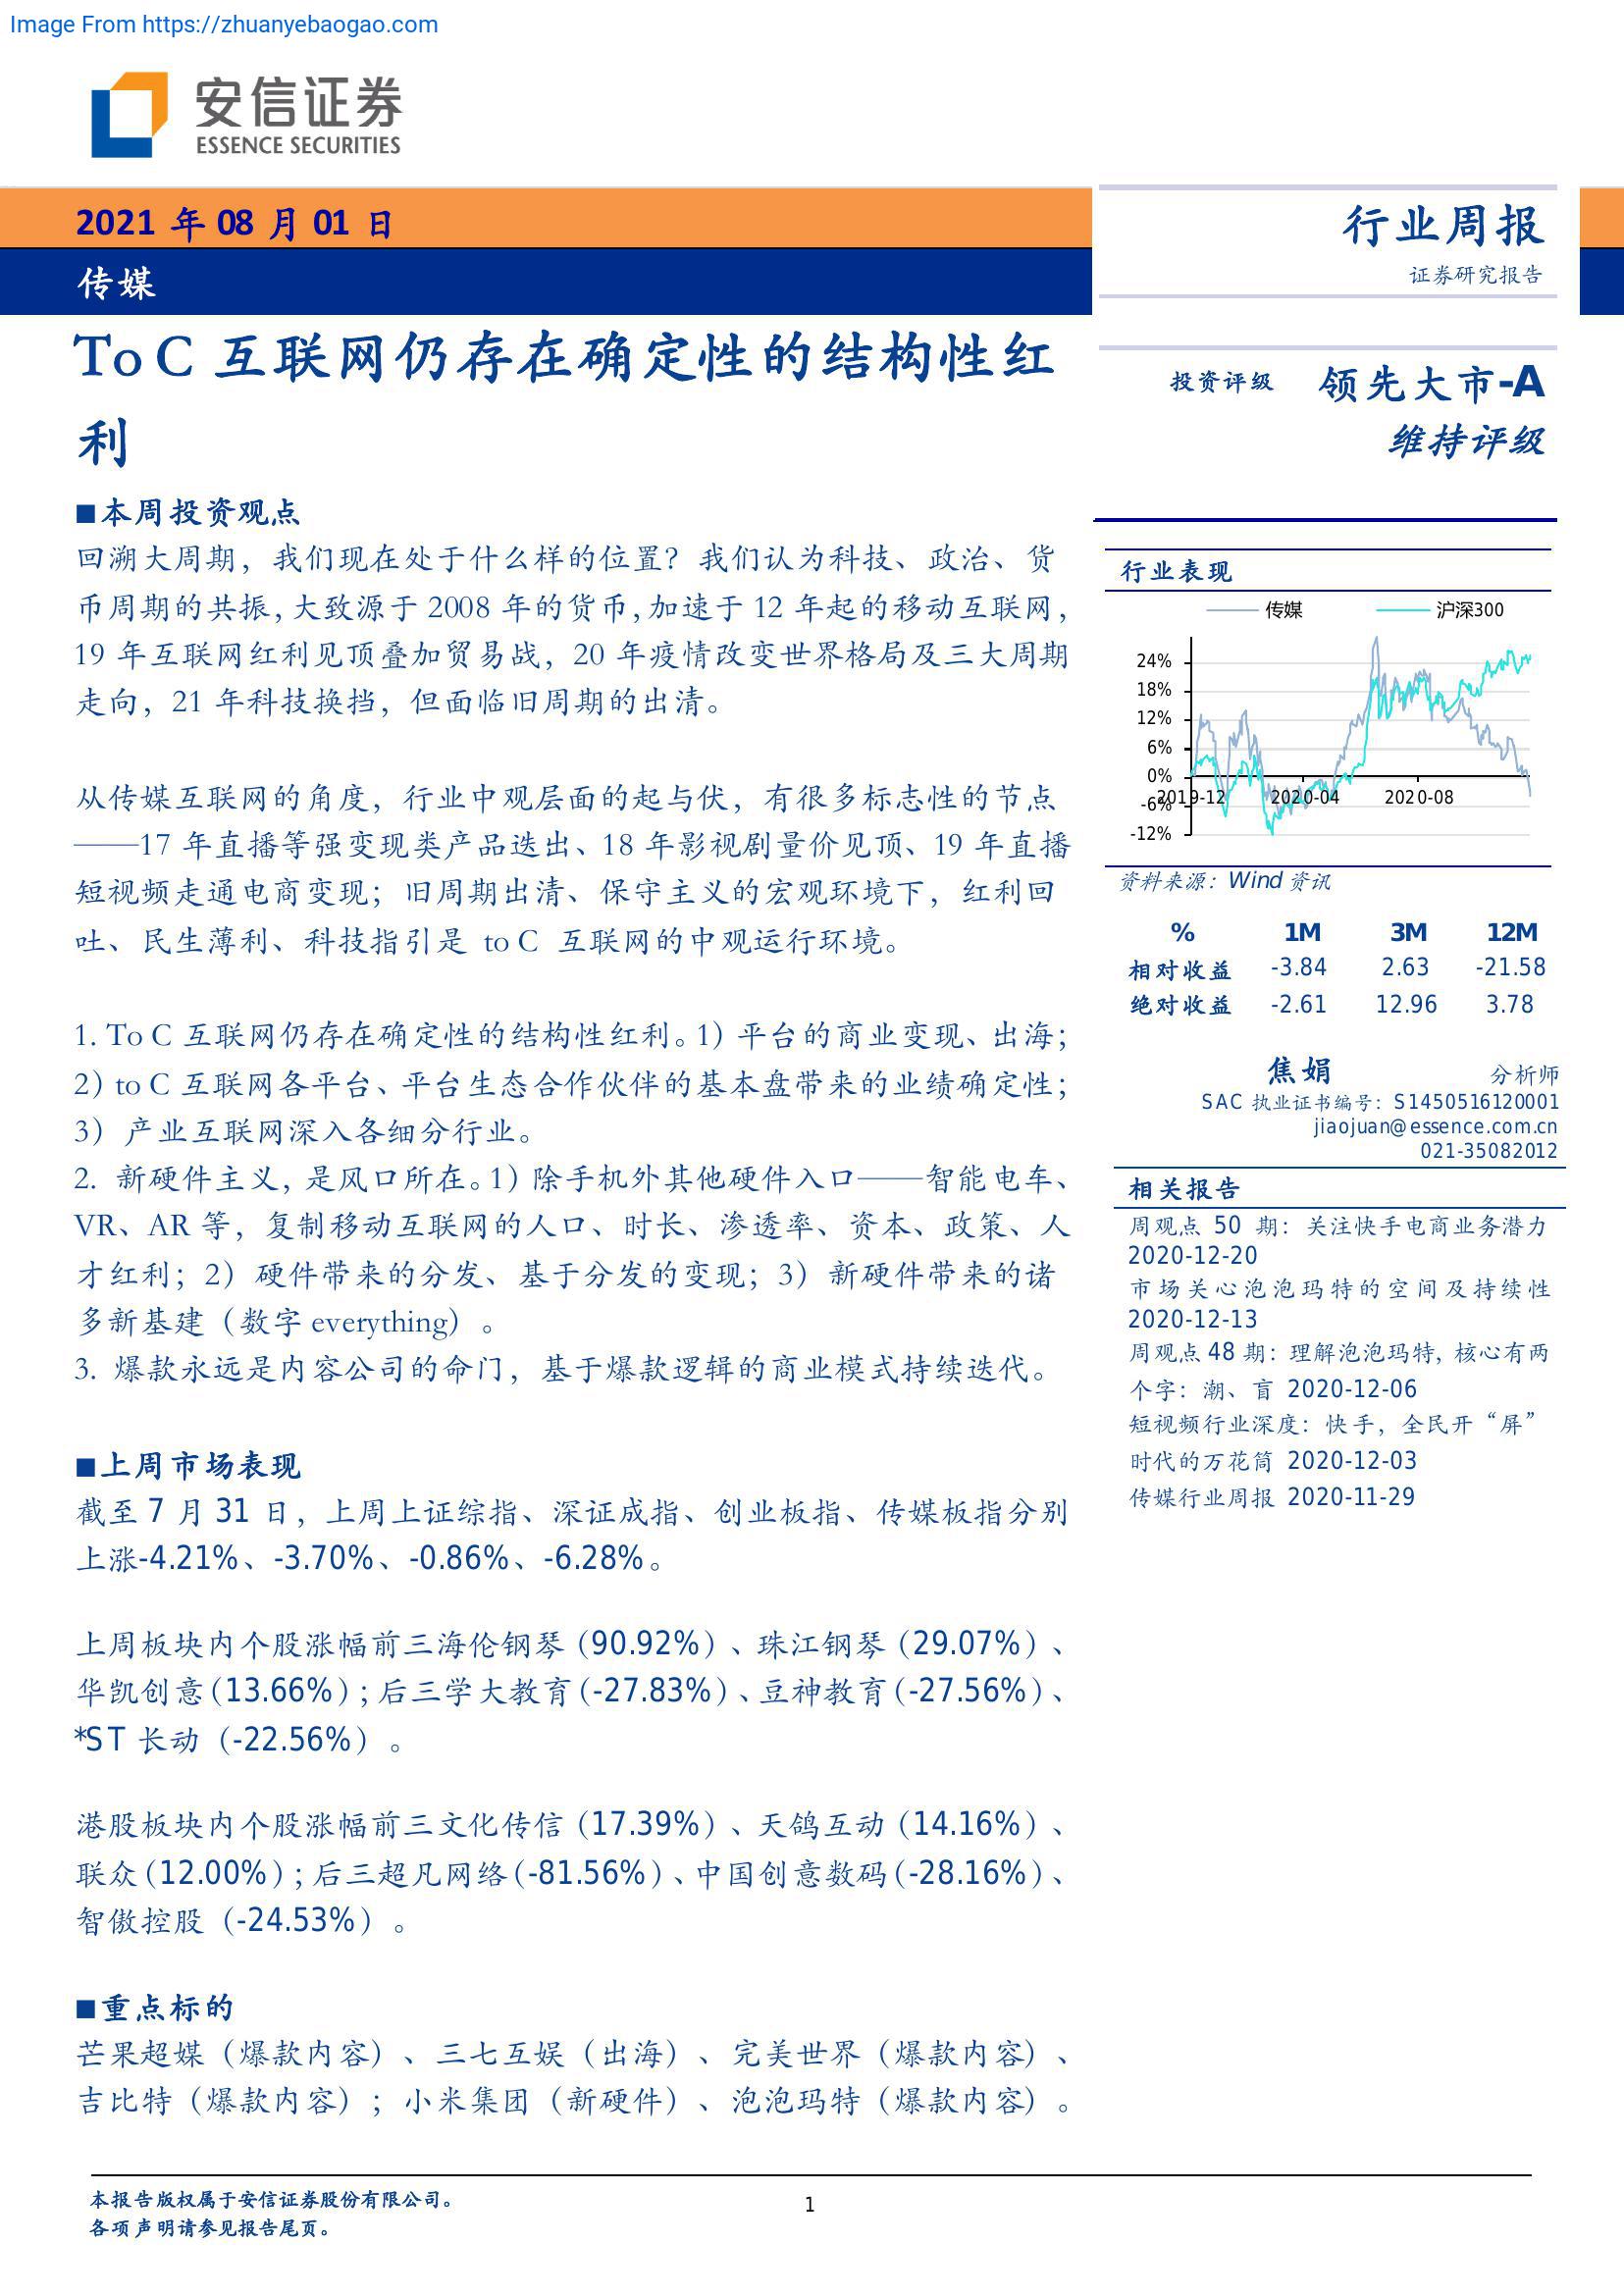 Image From https://zhuanyebaogao.com
安信证券
ESSENCE SECURITIES
2021 年 08 月 01 日
传媒
行业周报
证券研究报告
To C 互联网仍存在确定性的结构性红
利
投资评级 领先大市-A
维持评级
■本周投资观点
回溯大周期，我们现在处于什么样的位置？我们认为科技、政治、货
币周期的共振，大致源于 2008 年的货币，加速于 12 年起的移动互联网，
19 年互联网红利见顶叠加贸易战，20 年疫情改变世界格局及三大周期
走向，21 年科技换挡，但面临旧周期的出清。
从传媒互联网的角度，行业中观层面的起与伏，有很多标志性的节点
——17 年直播等强变现类产品迭出、18 年影视剧量价见顶、19 年直播
短视频走通电商变现；旧周期出清、保守主义的宏观环境下，红利回
吐、民生薄利、科技指引是 to C 互联网的中观运行环境。
1. To C 互联网仍存在确定性的结构性红利。1）平台的商业变现、出海；
2）to C 互联网各平台、平台生态合作伙伴的基本盘带来的业绩确定性；
3）产业互联网深入各细分行业。
2. 新硬件主义，是风口所在。1）除手机外其他硬件入口——智能电车、
VR、AR 等，复制移动互联网的人口、时长、渗透率、资本、政策、人
才红利；2）硬件带来的分发、基于分发的变现；3）新硬件带来的诸
多新基建（数字 everything）。
3. 爆款永远是内容公司的命门，基于爆款逻辑的商业模式持续迭代。
■上周市场表现
截至 7 月 31 日，上周上证综指、深证成指、创业板指、传媒板指分别
上涨-4.21%、-3.70%、-0.86%、-6.28%。
上周板块内个股涨幅前三海伦钢琴（90.92%）、珠江钢琴（29.07%）、
华凯创意（13.66%）；后三学大教育（-27.83%）、豆神教育（-27.56%）、
*ST 长动（-22.56%）。
港股板块内个股涨幅前三文化传信（17.39%）、天鸽互动（14.16%）、
联众（12.00%）；后三超凡网络（-81.56%）、中国创意数码（-28.16%）、
智傲控股（-24.53%）。
■重点标的
芒果超媒（爆款内容）、三七互娱（出海）、完美世界（爆款内容）、
吉比特（爆款内容）；小米集团（新硬件）、泡泡玛特（爆款内容）。
行业表现
传媒 沪深300
24%
18%
12%
6%
0%
-6%
-12%
2019-12 2020-04 2020-08
资料来源：Wind 资讯
% 1M 3M 12M
相对收益 -3.84 2.63 -21.58
绝对收益 -2.61 12.96 3.78
焦娟 分析师
SAC 执业证书编号：S1450516120001
jiaojuan@essence.com.cn
021-35082012
相关报告
周观点 50 期：关注快手电商业务潜力
2020-12-20
市场关心泡泡玛特的空间及持续性
2020-12-13
周观点 48 期：理解泡泡玛特，核心有两
个字：潮、盲 2020-12-06
短视频行业深度：快手，全民开“屏”
时代的万花筒 2020-12-03
传媒行业周报 2020-11-29
本报告版权属于安信证券股份有限公司。
各项声明请参见报告尾页。
1